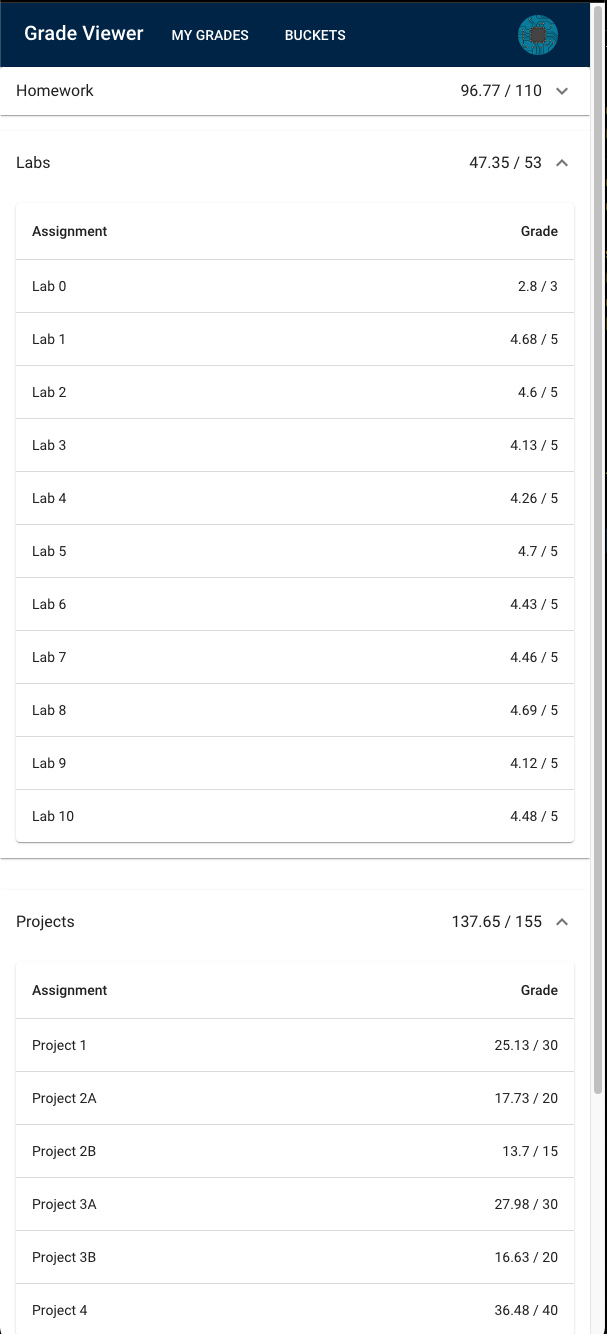 Grade Viewer MY GRADES BUCKETS
Homework 96.77 / 110
Labs 47.35 / 53
Assignment Grade
Lab 0 2.8 / 3
Lab 1 4.68 / 5
Lab 2 4.6 / 5
Lab 3 4.13 / 5
Lab 4 4.26 / 5
Lab 5 4.7 / 5
Lab 6 4.43 / 5
Lab 7 4.46 / 5
Lab 8 4.69 / 5
Lab 9 4.12 / 5
Lab 10 4.48 / 5
Projects 137.65 / 155
Assignment Grade
Project 1 25.13 / 30
Project 2A 17.73 / 20
Project 2B 13.7 / 15
Project 3A 27.98 / 30
Project 3B 16.63 / 20
Project 4 36.48 / 40